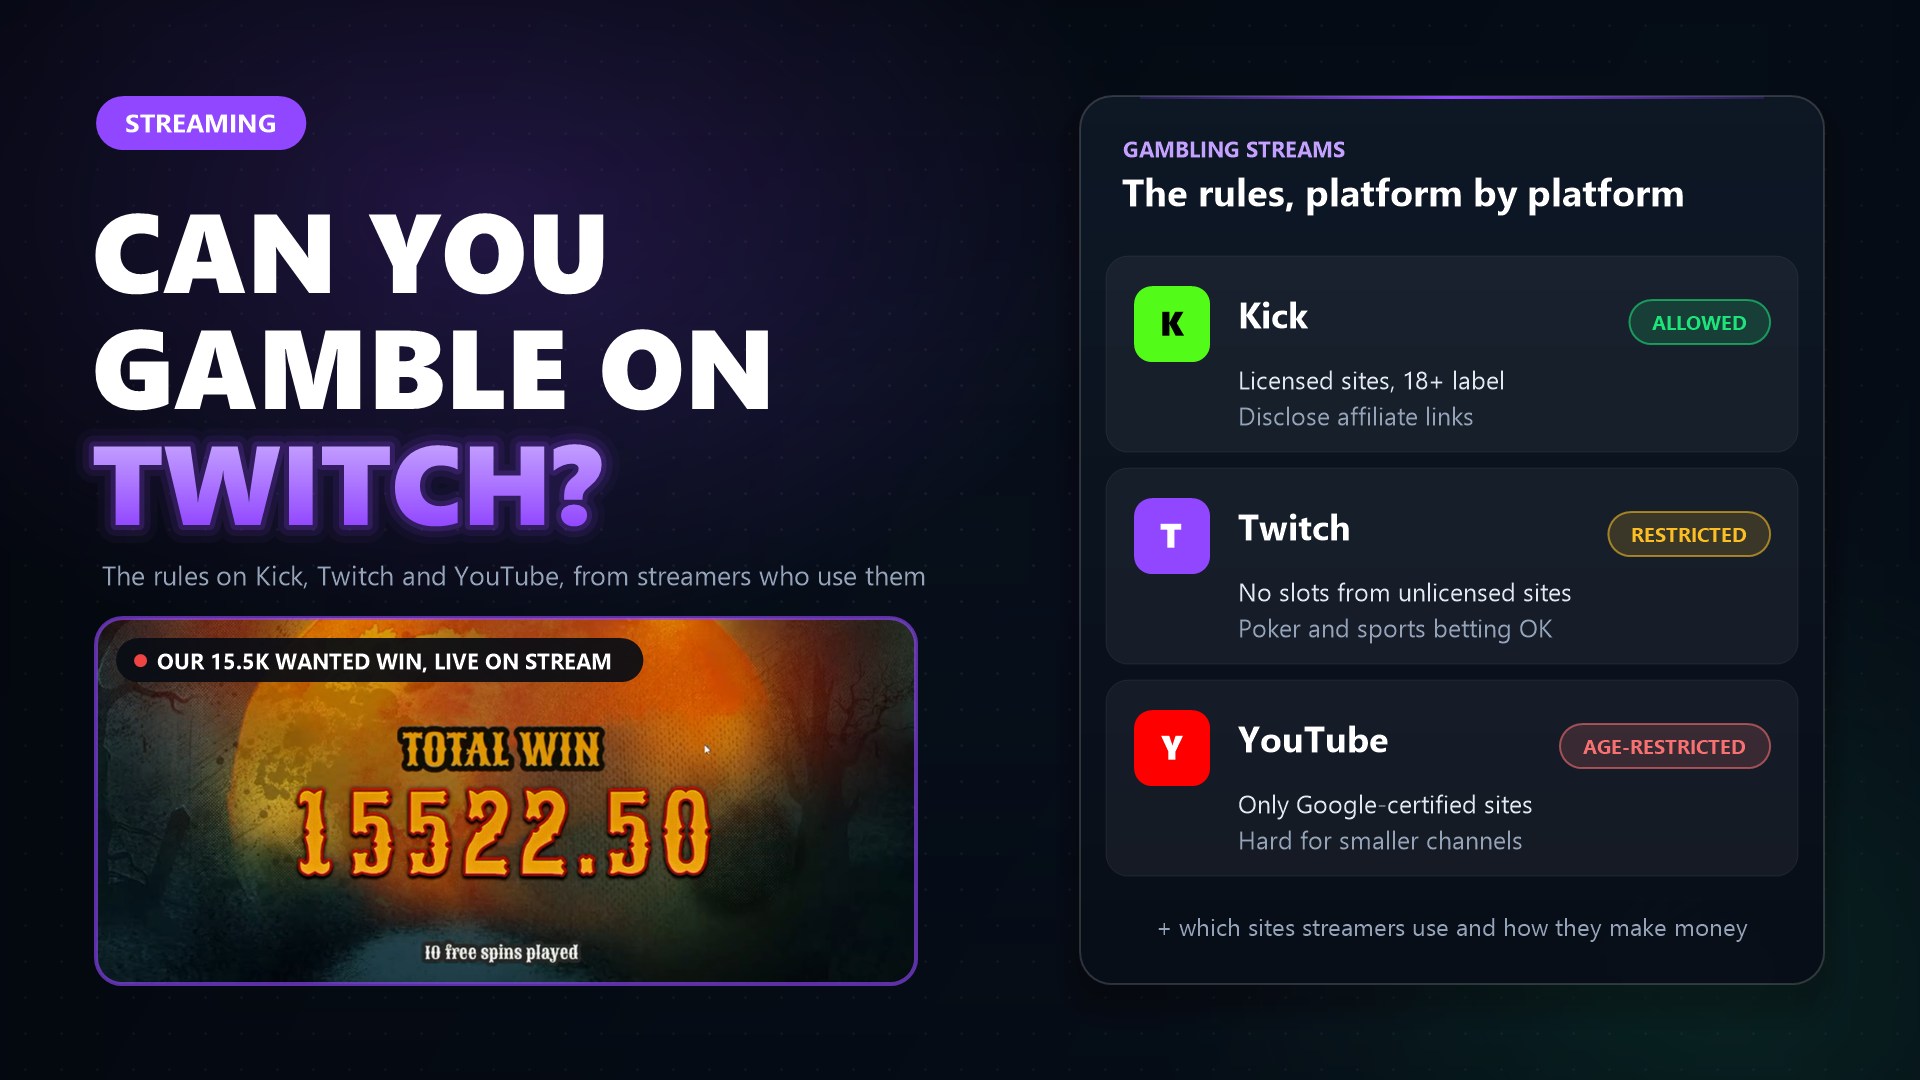 STREAMING
CAN YOU
GAMBLE ON
TWITCH?
The rules on Kick, Twitch and YouTube, from streamers who use them
OUR 15.5K WANTED WIN, LIVE ON STREAM
TOTAL WIN
15522.50
10 free spins played
GAMBLING STREAMS
The rules, platform by platform
K
Kick
ALLOWED
Licensed sites, 18+ label
Disclose affiliate links
T
Twitch
RESTRICTED
No slots from unlicensed sites
Poker and sports betting OK
Y
YouTube
AGE-RESTRICTED
Only Google-certified sites
Hard for smaller channels
+ which sites streamers use and how they make money